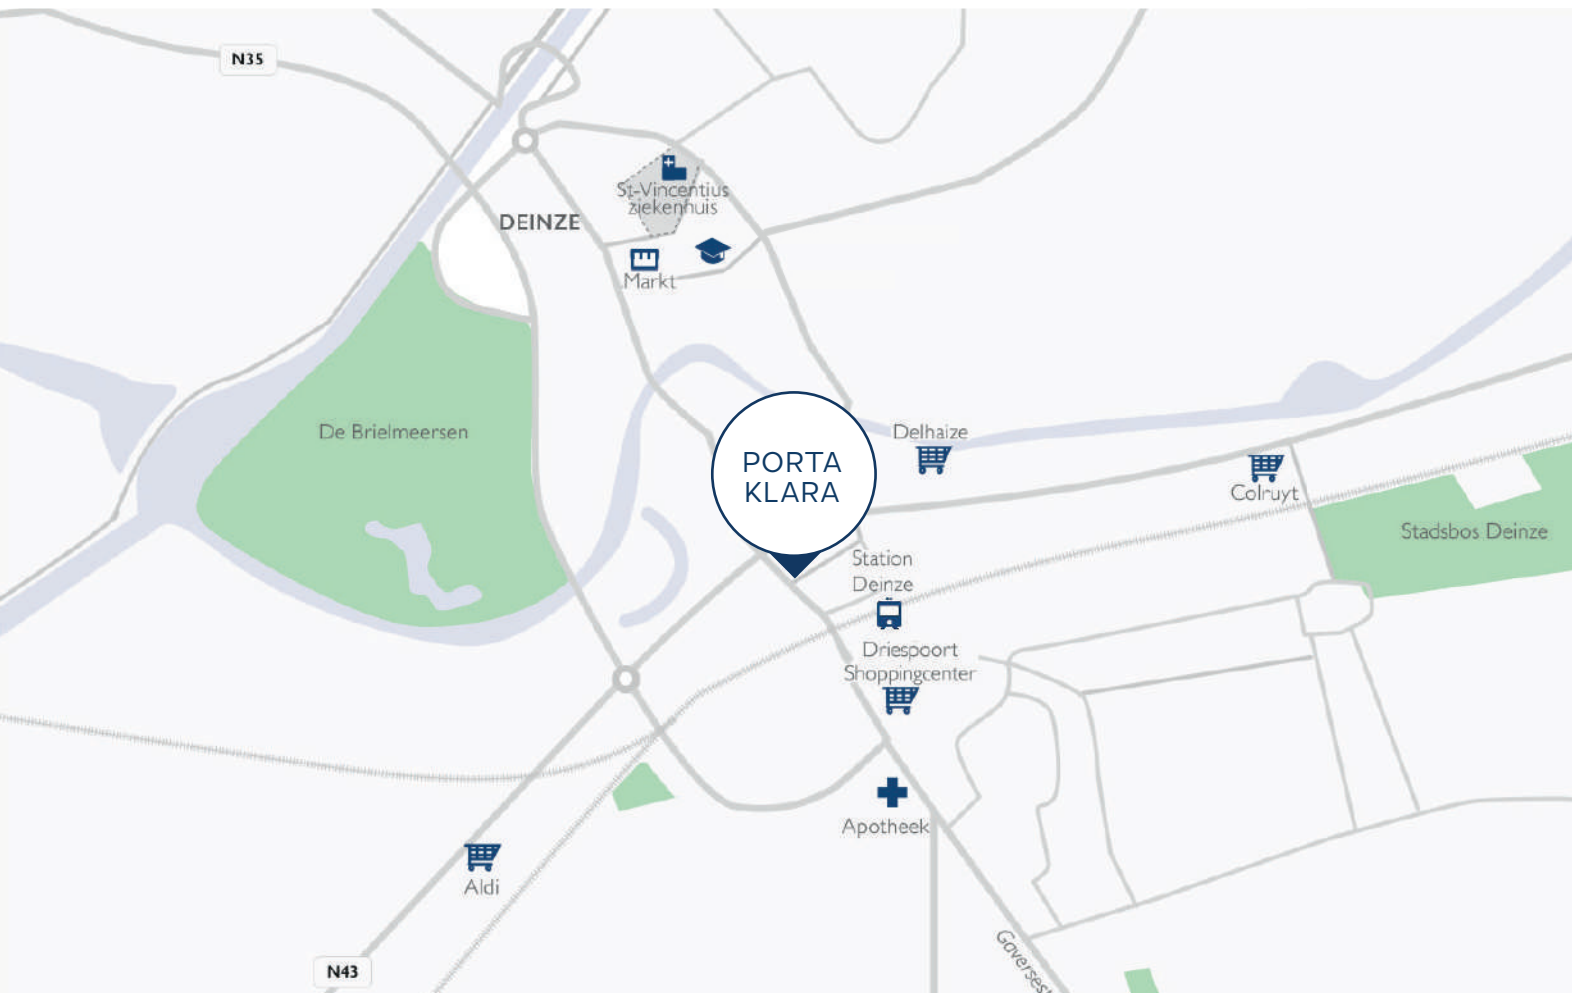 N35
St-Vincentius
ziekenhuis
DEINZE
Markt
De Brielmeersen
Delhaize
PORTA
KLARA
Colruyt
Stadsbos Deinze
Station
Deinze
Driespoort
Shoppingcenter
Apotheek
Aldi
N43